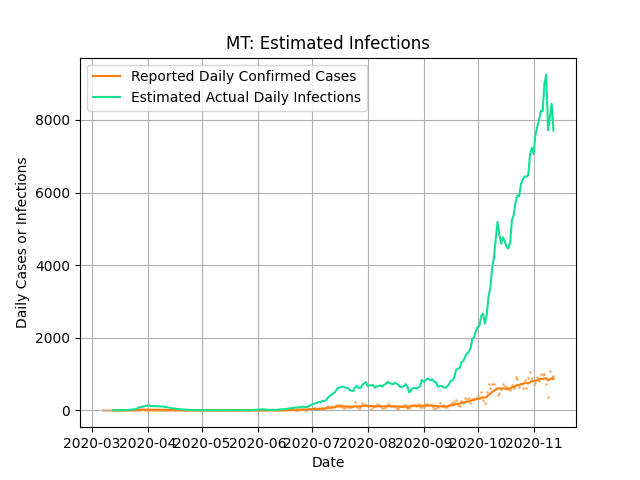 MT: Estimated Infections
Reported Daily Confirmed Cases
Estimated Actual Daily Infections
Daily Cases or Infections
8000
6000
4000
2000
0
2020-03 2020-04 2020-05 2020-06 2020-07 2020-08 2020-09 2020-10 2020-11
Date